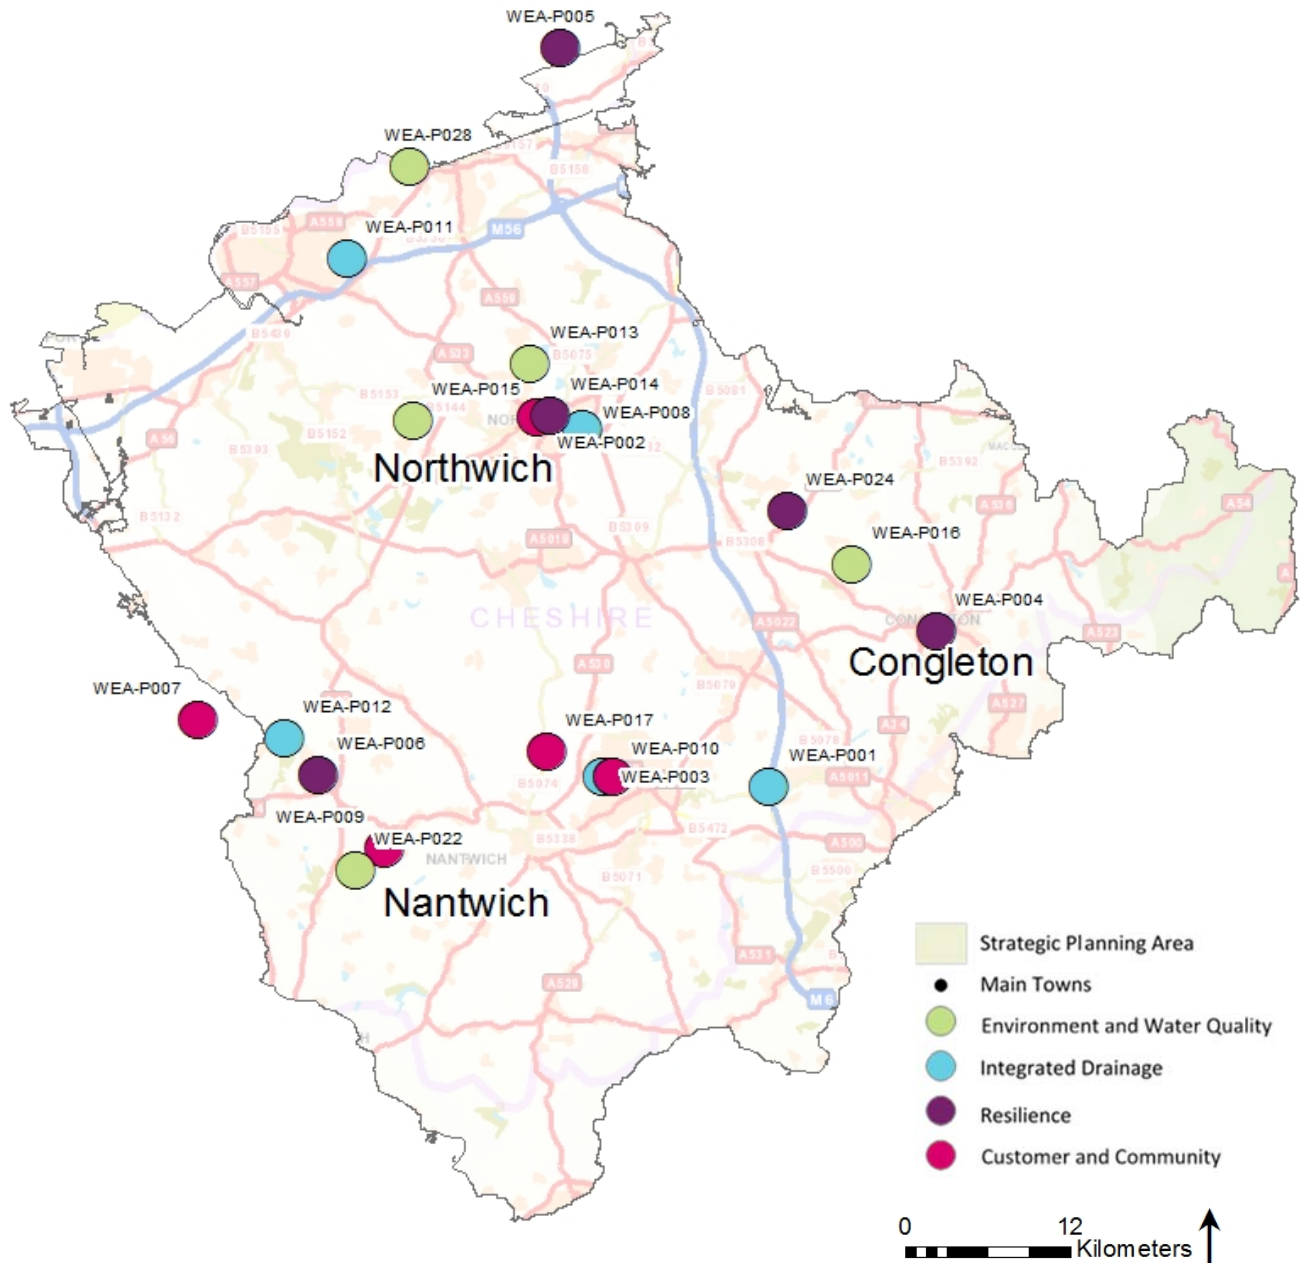 WEA-P005
WEA-P028
B5158
WEA-P011
A558
M56
A557
A559
B5439
WEA-P013
A533
B5075
WEA-P015
WEA-P014
B5153
B5144
B5081
WEA-P008
WEA-P002
A56
B5152
B5393
Northwich
B5392
WEA-P024
A536
A54
B5132
B5309
A5018
B5308
WEA-P016
WEA-P004
CHESHIRE
A5022
A523
Congleton
A530
WEA-P007
B5079
A527
WEA-P012
WEA-P017
A34
WEA-P006
WEA-P010
B5078
WEA-P001
B5074
WEA-P003
A5011
WEA-P009
WEA-P022
B5338
B5472
A500
NANTWICH
B5071
B5500
Nantwich
A531
A529
M6
Strategic Planning Area
Main Towns
Environment and Water Quality
Integrated Drainage
Resilience
Customer and Community
0 12
Kilometers